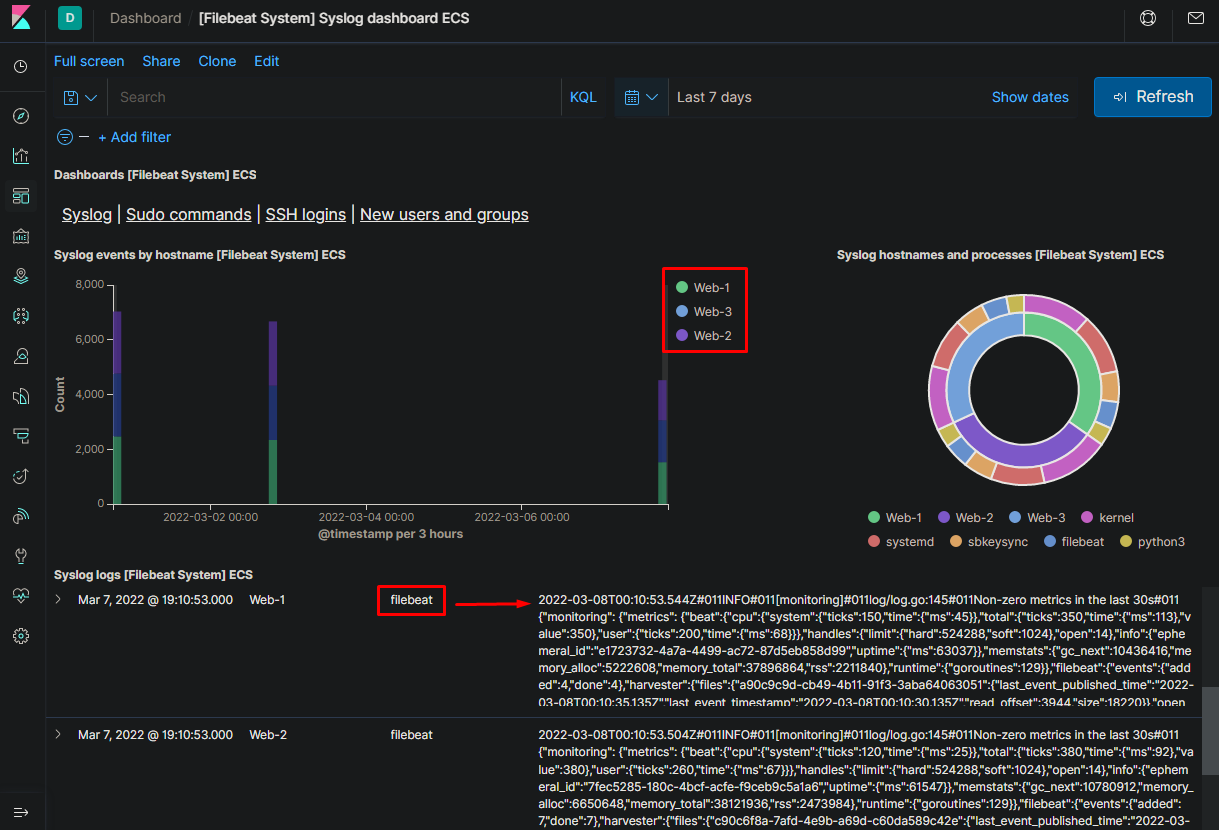 D Dashboard / [Filebeat System] Syslog dashboard ECS
Full screen Share Clone Edit
Search KQL Last 7 days Show dates Refresh
+ Add filter
Dashboards [Filebeat System] ECS
Syslog | Sudo commands | SSH logins | New users and groups
Syslog events by hostname [Filebeat System] ECS
8,000
6,000
4,000
2,000
0
Count
2022-03-02 00:00 2022-03-04 00:00 2022-03-06 00:00
@timestamp per 3 hours
Web-1
Web-3
Web-2
Syslog hostnames and processes [Filebeat System] ECS
Web-1 Web-2 Web-3 kernel
systemd sbkeysync filebeat python3
Syslog logs [Filebeat System] ECS
Mar 7, 2022 @ 19:10:53.000 Web-1 filebeat 2022-03-08T00:10:53.544Z#011INFO#011[monitoring]#011log/log.go:145#011Non-zero metrics in the last 30s#011
{"monitoring": {"metrics": {"beat":{"cpu":{"system":{"ticks":150,"time":{"ms":45}},"total":{"ticks":350,"time":{"ms":113},"v
alue":350},"user":{"ticks":200,"time":{"ms":68}}},"handles":{"limit":{"hard":524288,"soft":1024},"open":14},"info":{"ephe
meral_id":"e1723732-4a7a-4499-ac72-87d5eb858d99","uptime":{"ms":63037}},"memstats":{"gc_next":10436416,"me
mory_alloc":5222608,"memory_total":37896864,"rss":2211840},"runtime":{"goroutines":129}},"filebeat":{"events":{"adde
d":4,"done":4},"harvester":{"files":{"a90c9c9d-cb49-4b11-91f3-3aba64063051":{"last_event_published_time":"2022-
03-08T00:10:35.135Z","last_event_timestamp":"2022-03-08T00:10:30.135Z","read_offset":3944,"size":18220}},"open
Mar 7, 2022 @ 19:10:53.000 Web-2 filebeat 2022-03-08T00:10:53.504Z#011INFO#011[monitoring]#011log/log.go:145#011Non-zero metrics in the last 30s#011
{"monitoring": {"metrics": {"beat":{"cpu":{"system":{"ticks":120,"time":{"ms":25}},"total":{"ticks":380,"time":{"ms":92},"va
lue":380},"user":{"ticks":260,"time":{"ms":67}}},"handles":{"limit":{"hard":524288,"soft":1024},"open":14},"info":{"ephem
eral_id":"7fec5285-180c-4bcf-acfe-f9ceb9c5a1a6","uptime":{"ms":61547}},"memstats":{"gc_next":10780912,"memory_
alloc":6650648,"memory_total":38121936,"rss":2473984},"runtime":{"goroutines":129}},"filebeat":{"events":{"added":
7,"done":7},"harvester":{"files":{"c90c6f8a-7afd-4e9b-a69d-c60da589c42e":{"last_event_published_time":"2022-03-